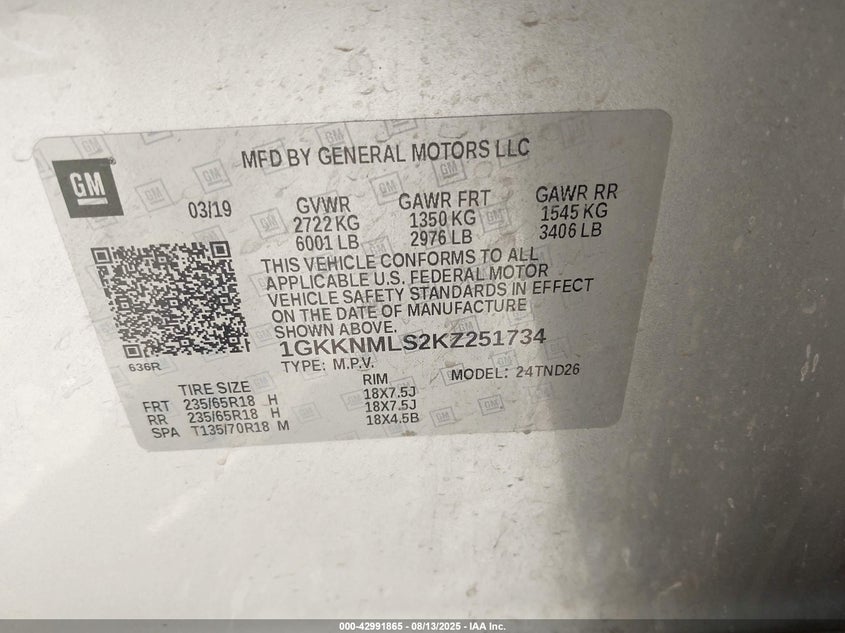 MFD BY GENERAL MOTORS LLC
GM
03/19
GVWR GAWR FRT GAWR RR
2722 KG 1350 KG 1545 KG
6001 LB 2976 LB 3406 LB
THIS VEHICLE CONFORMS TO ALL
APPLICABLE U.S. FEDERAL MOTOR
VEHICLE SAFETY STANDARDS IN EFFECT
ON THE DATE OF MANUFACTURE
SHOWN ABOVE.
1GKKNMLS2KZ251734
636R
TYPE: M.P.V. MODEL: 24TND26
TIRE SIZE RIM
FRT 235/65R18 H 18X7.5J
RR 235/65R18 H 18X7.5J
SPA T135/70R18 M 18X4.5B
000-42991865 - 08/13/2025 - IAA Inc.